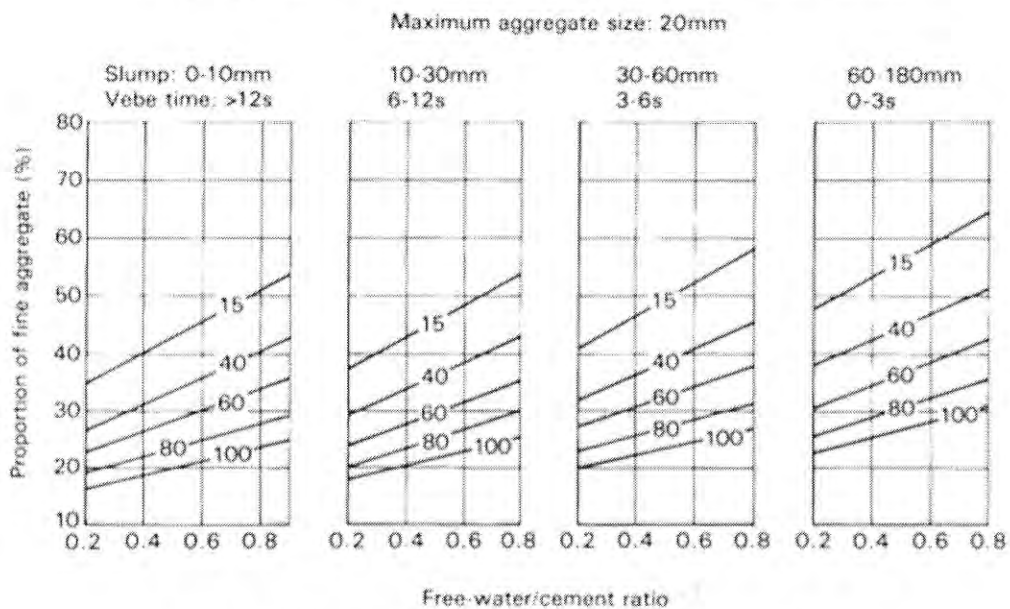 Maximum aggregate size: 20mm
Slump: 0-10mm
Vebe time: >12s
10-30mm
6-12s
30-60mm
3-6s
60-180mm
0-3s
Proportion of fine aggregate (%)
80
70
60
50
40
30
20
10
15
40
60
80
100
0.2 0.4 0.6 0.8
15
40
60
80
100
0.2 0.4 0.6 0.8
15
40
60
80
100
0.2 0.4 0.6 0.8
15
40
60
80
100
0.2 0.4 0.6 0.8
Free-water/cement ratio